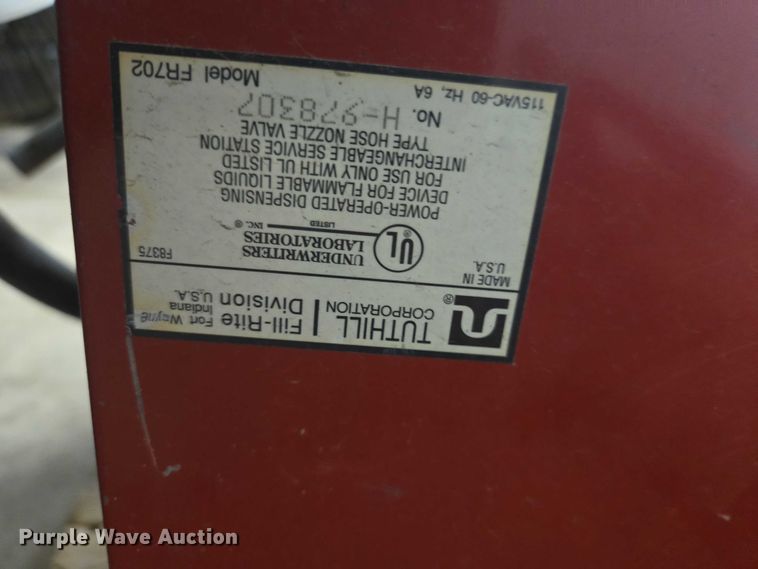 TUTHILL CORPORATION ®
Fill-Rite Division
Fort Wayne
Indiana
U.S.A.
MADE IN
U.S.A.
UL ®
UNDERWRITERS
LABORATORIES
LISTED INC.®
F8375
POWER-OPERATED DISPENSING
DEVICE FOR FLAMMABLE LIQUIDS
FOR USE ONLY WITH UL LISTED
INTERCHANGEABLE SERVICE STATION
TYPE HOSE NOZZLE VALVE
No. H-978307
115VAC-60 Hz, 6A
Model FR702
Purple Wave Auction